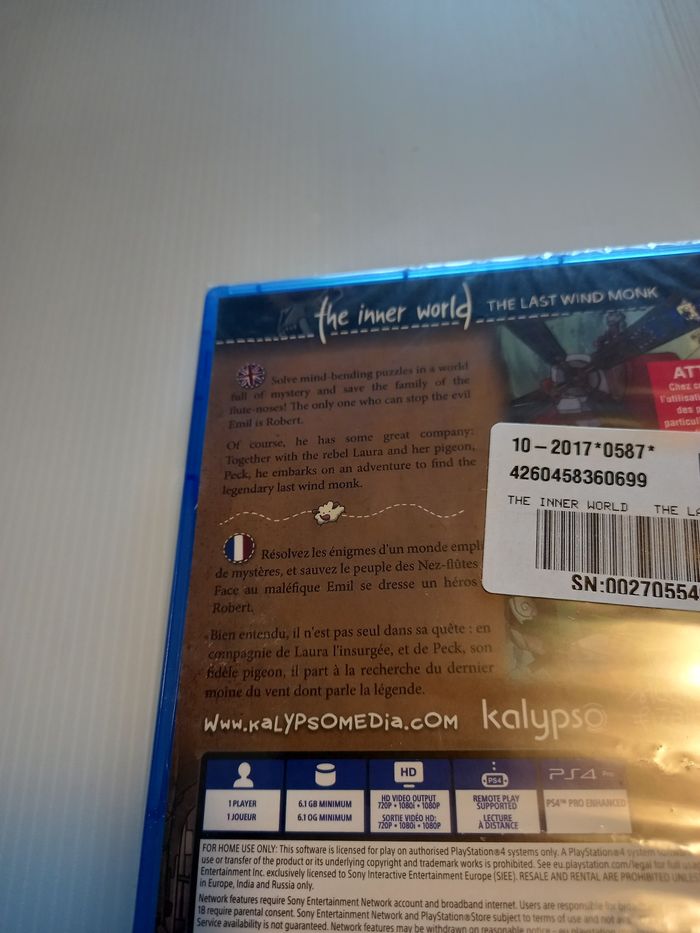 the inner world THE LAST WIND MONK
Solve mind-bending puzzles in a world
full of mystery and save the family of the
flute-noses! The only one who can stop the evil
Emil is Robert.
Of course, he has some great company:
Together with the rebel Laura and her pigeon,
Peck, he embarks on an adventure to find the
legendary last wind monk.
ATT
Chez c
l'utilisati
des p
particul
10-2017*0587*
4260458360699
THE INNER WORLD THE LA
SN:00270554
Résolvez les énigmes d'un monde empl
de mystères, et sauvez le peuple des Nez-flûtes
Face au maléfique Emil se dresse un héros
Robert.
Bien entendu, il n'est pas seul dans sa quête : en
compagnie de Laura l'insurgée, et de Peck, son
fidèle pigeon, il part à la recherche du dernier
moine du vent dont parle la légende.
www.kalypsomedia.com kalypso
HD PS4 PS4 Pro
1 PLAYER
1 JOUEUR
6.1 GB MINIMUM
6.1 OG MINIMUM
HD VIDEO OUTPUT
720P • 1080i • 1080P
SORTIE VIDÉO HD:
720P • 1080i • 1080P
REMOTE PLAY
SUPPORTED
LECTURE
À DISTANCE
PS4™ PRO ENHANCED
FOR HOME USE ONLY: This software is licensed for play on authorised PlayStation®4 systems only. A PlayStation®4 system
use or transfer of the product or its underlying copyright and trademark works is prohibited. See eu.playstation.com/legal for full usa
Entertainment Inc. exclusively licensed to Sony Interactive Entertainment Europe (SIEE). RESALE AND RENTAL ARE PROHIBITED UNLES
in Europe, India and Russia only.
Network features require Sony Entertainment Network account and broadband internet. Users are responsible for
18 require parental consent. Sony Entertainment Network and PlayStation®Store subject to terms of use and not
Service availability is not guaranteed. Network features may be withdrawn on reasonable notice -